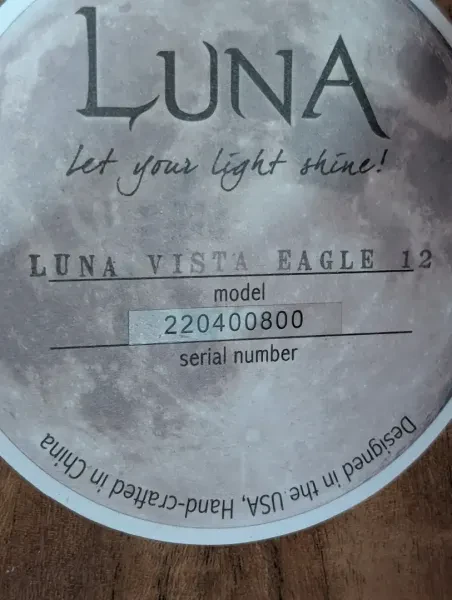 LUNA
Let your light shine!
LUNA VISTA EAGLE 12
model
220400800
serial number
Designed in the USA, Hand-crafted in China